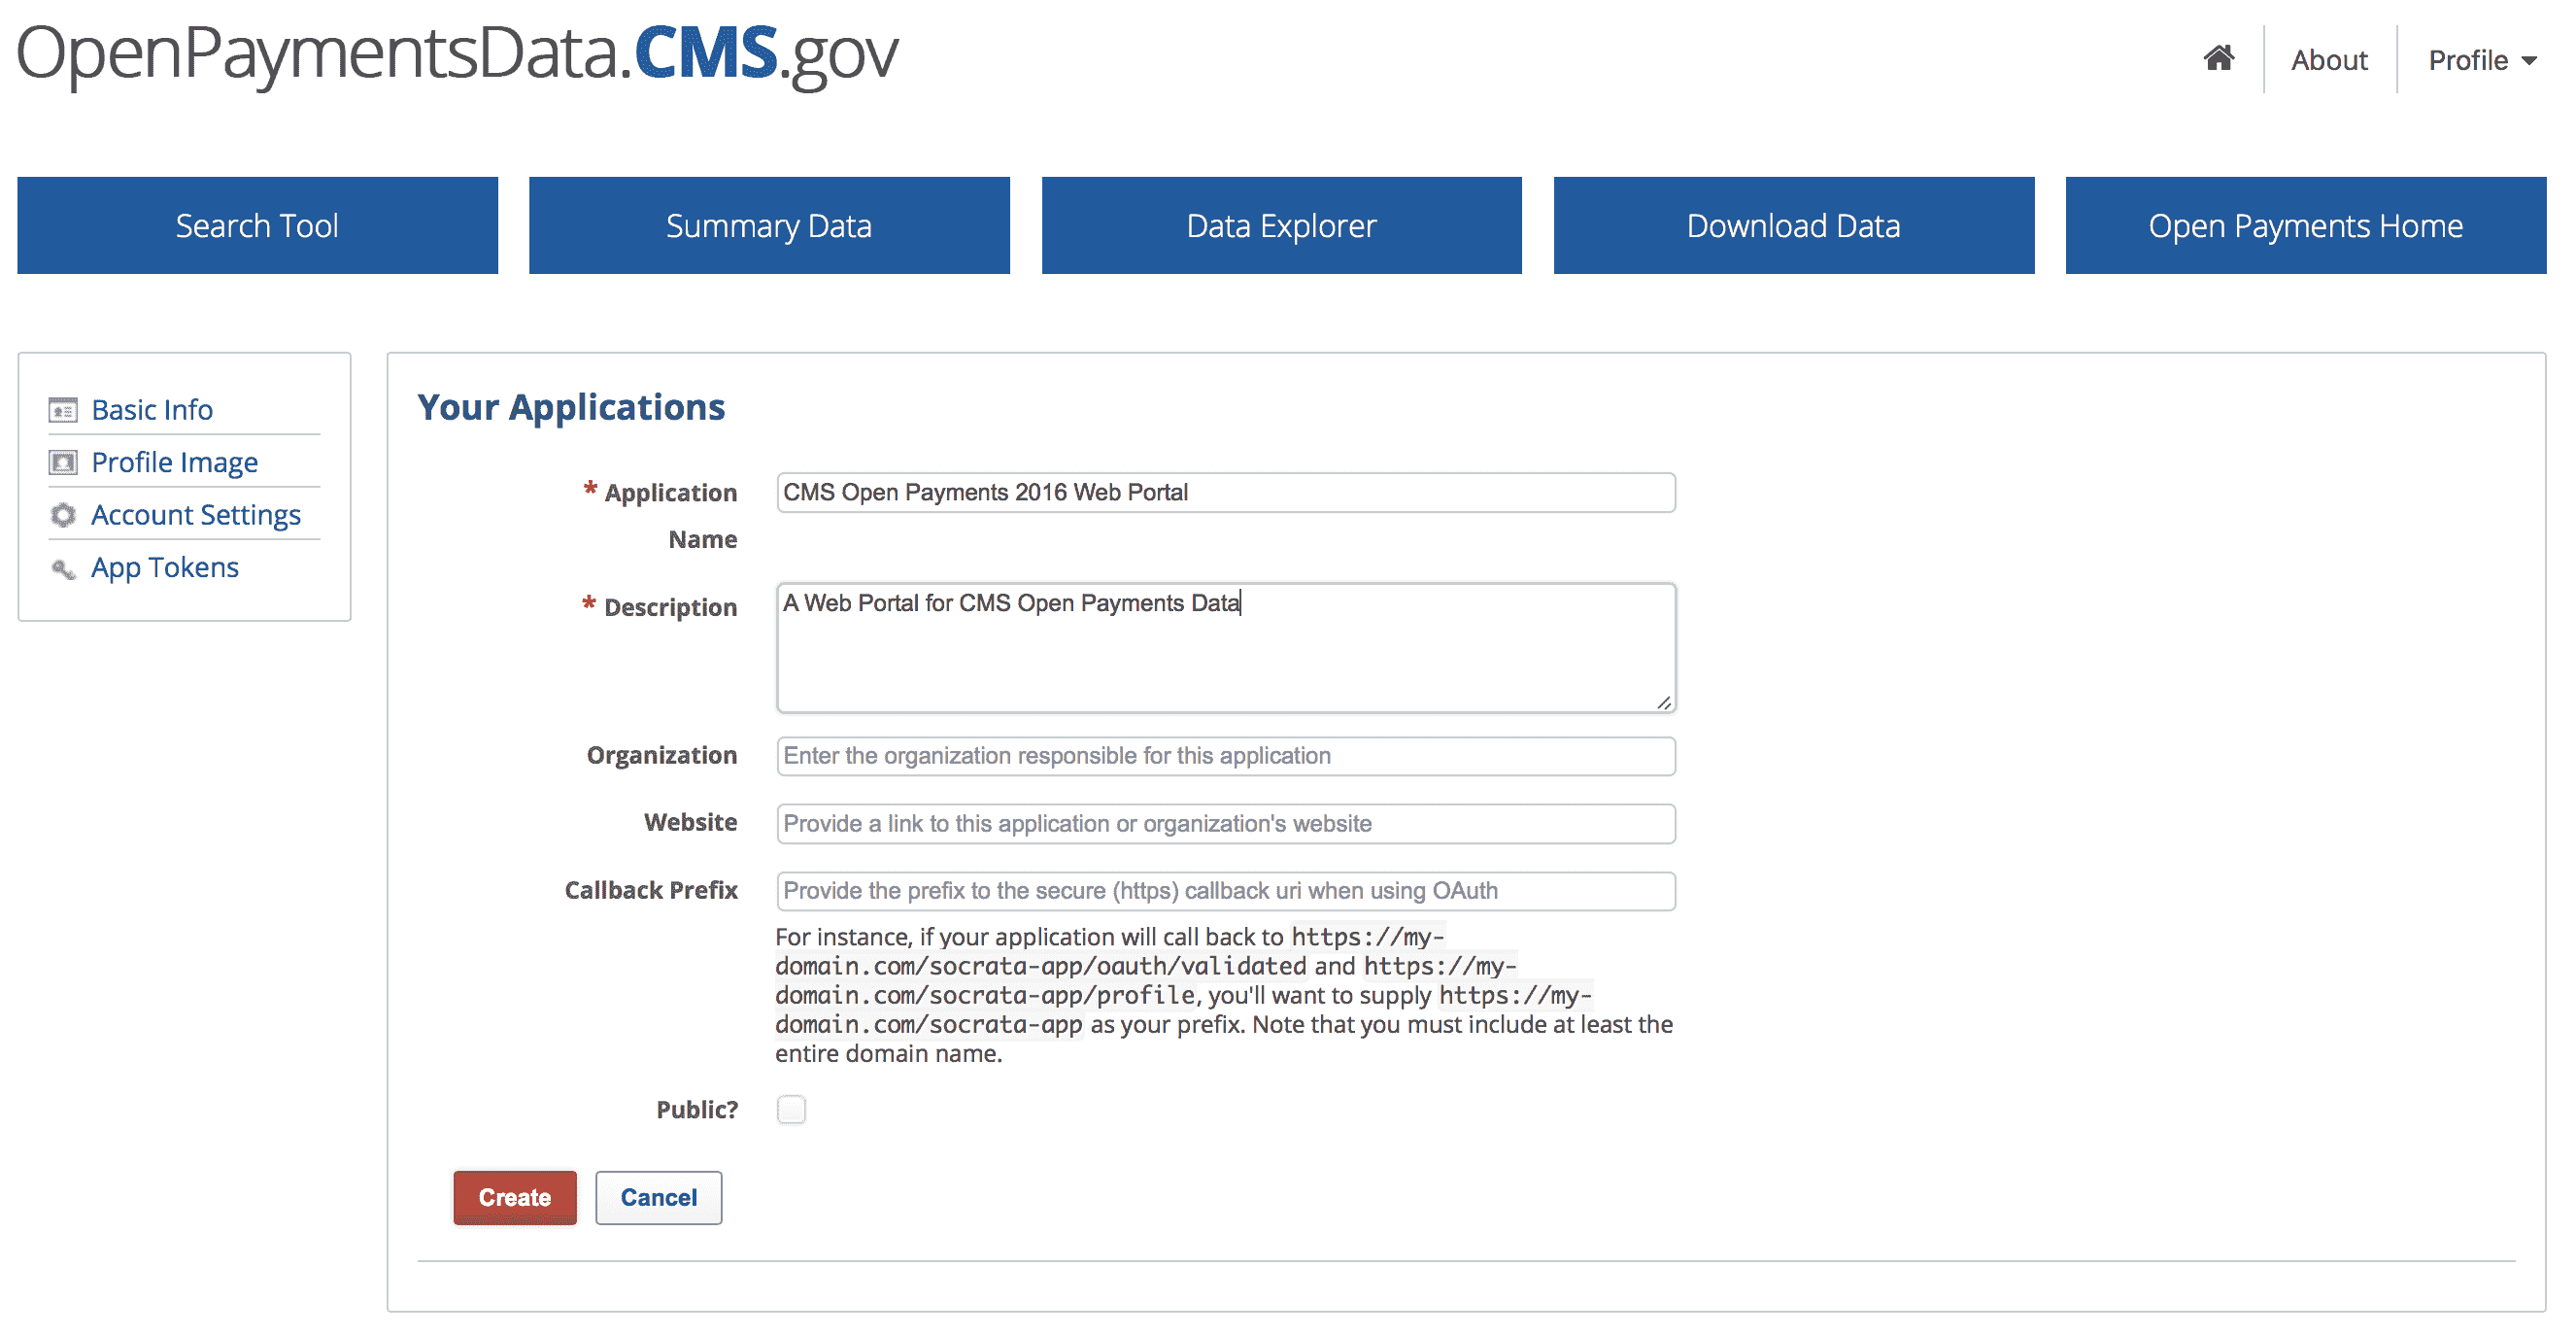 OpenPaymentsData.CMS.gov
About
Profile
Search Tool
Summary Data
Data Explorer
Download Data
Open Payments Home
Basic Info
Profile Image
Account Settings
App Tokens
Your Applications
* Application
Name
CMS Open Payments 2016 Web Portal
* Description
A Web Portal for CMS Open Payments Data
Organization
Enter the organization responsible for this application
Website
Provide a link to this application or organization's website
Callback Prefix
Provide the prefix to the secure (https) callback uri when using OAuth
For instance, if your application will call back to https://my-
domain.com/socrata-app/oauth/validated and https://my-
domain.com/socrata-app/profile, you'll want to supply https://my-
domain.com/socrata-app as your prefix. Note that you must include at least the
entire domain name.
Public?
Create
Cancel